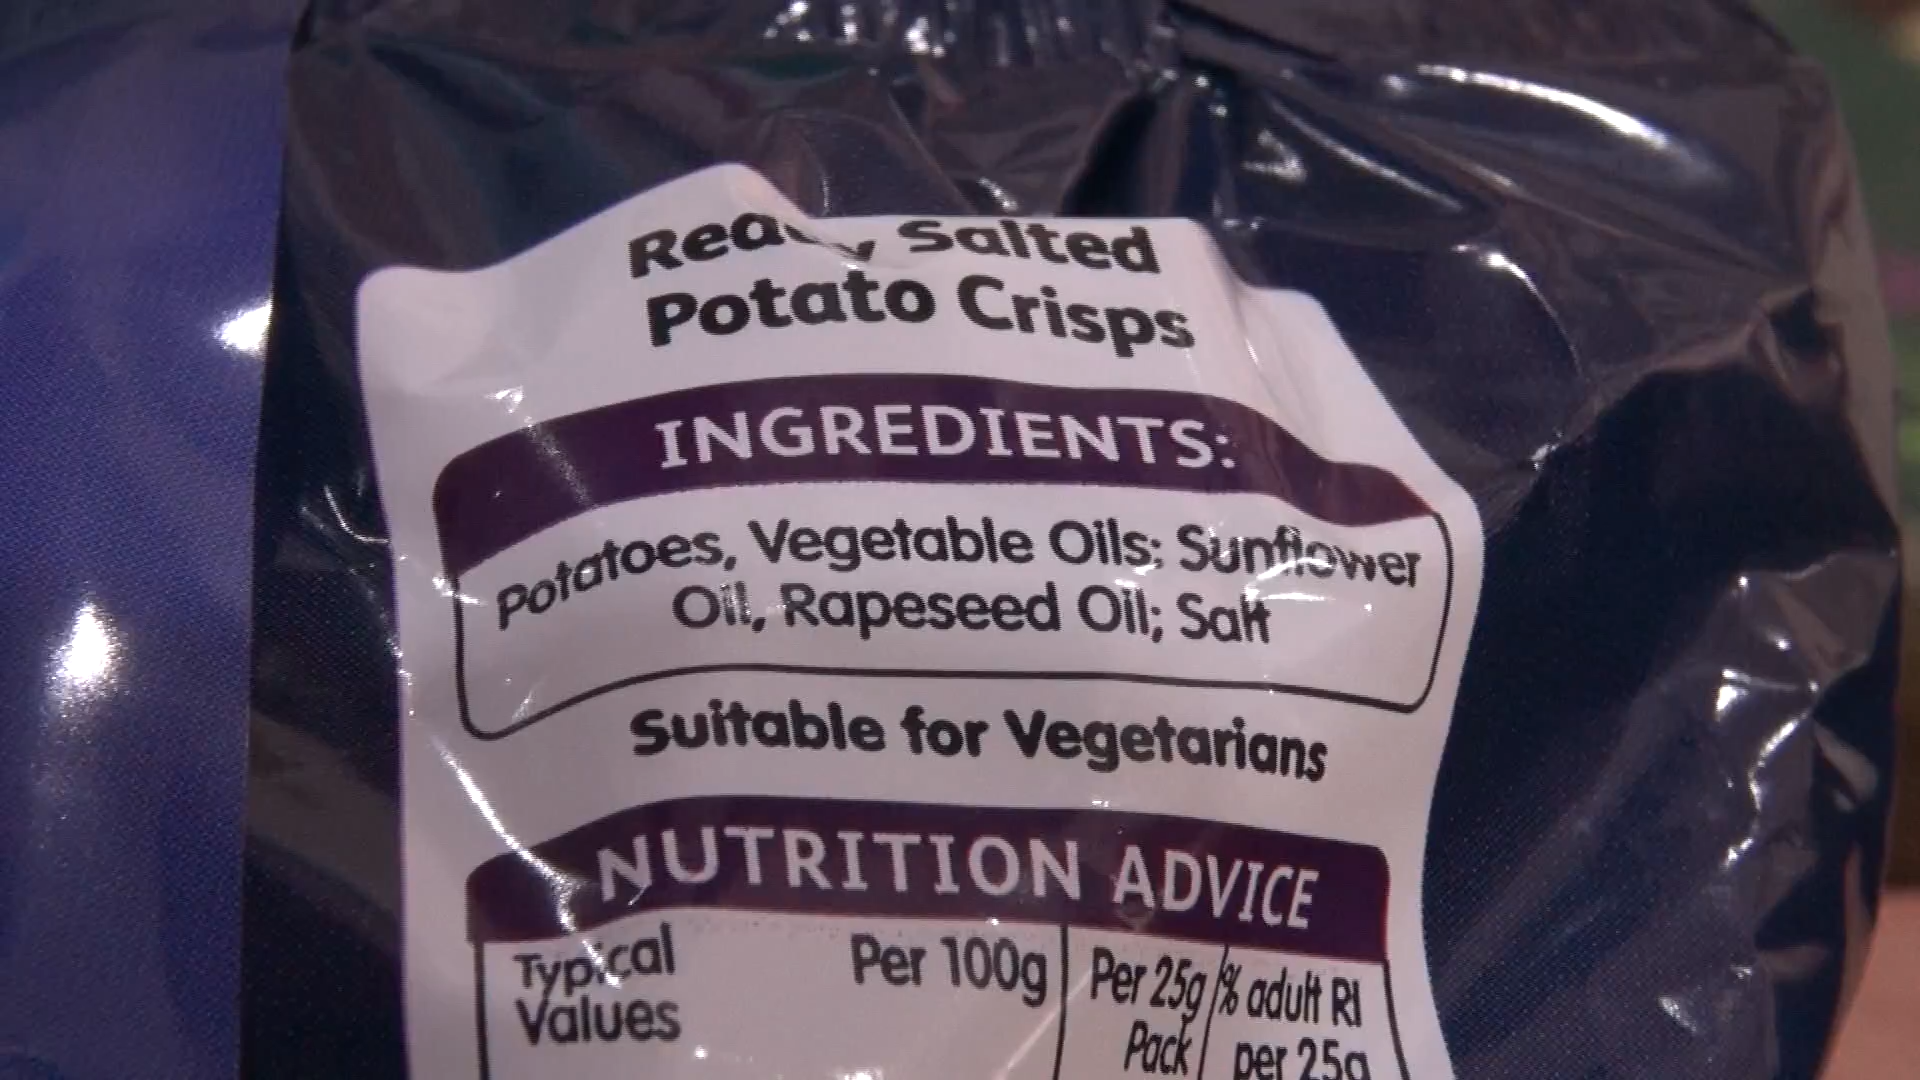 Ready Salted
Potato Crisps
INGREDIENTS:
Potatoes, Vegetable Oils; Sunflower
Oil, Rapeseed Oil; Salt
Suitable for Vegetarians
NUTRITION ADVICE
Typical Values
Per 100g
Per 25g Pack
% adult RI per 25g